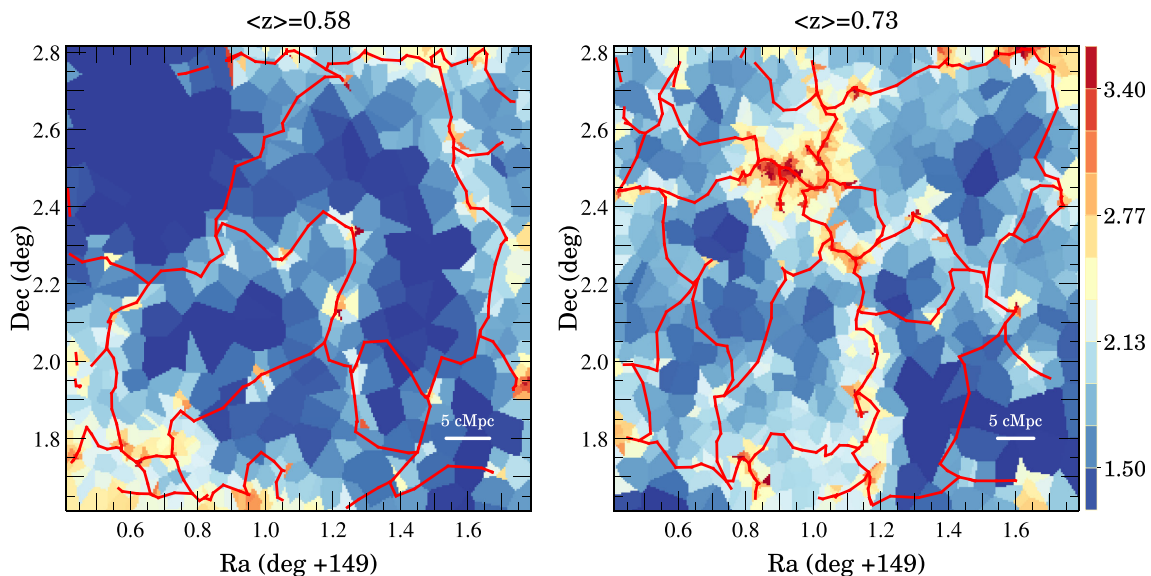 <z>=0.58
<z>=0.73
2.8
2.6
2.4
2.2
2.0
1.8
Dec (deg)
5 cMpc
0.6 0.8 1.0 1.2 1.4 1.6
Ra (deg +149)
2.8
2.6
2.4
2.2
2.0
1.8
Dec (deg)
5 cMpc
0.6 0.8 1.0 1.2 1.4 1.6
Ra (deg +149)
3.40
2.77
2.13
1.50